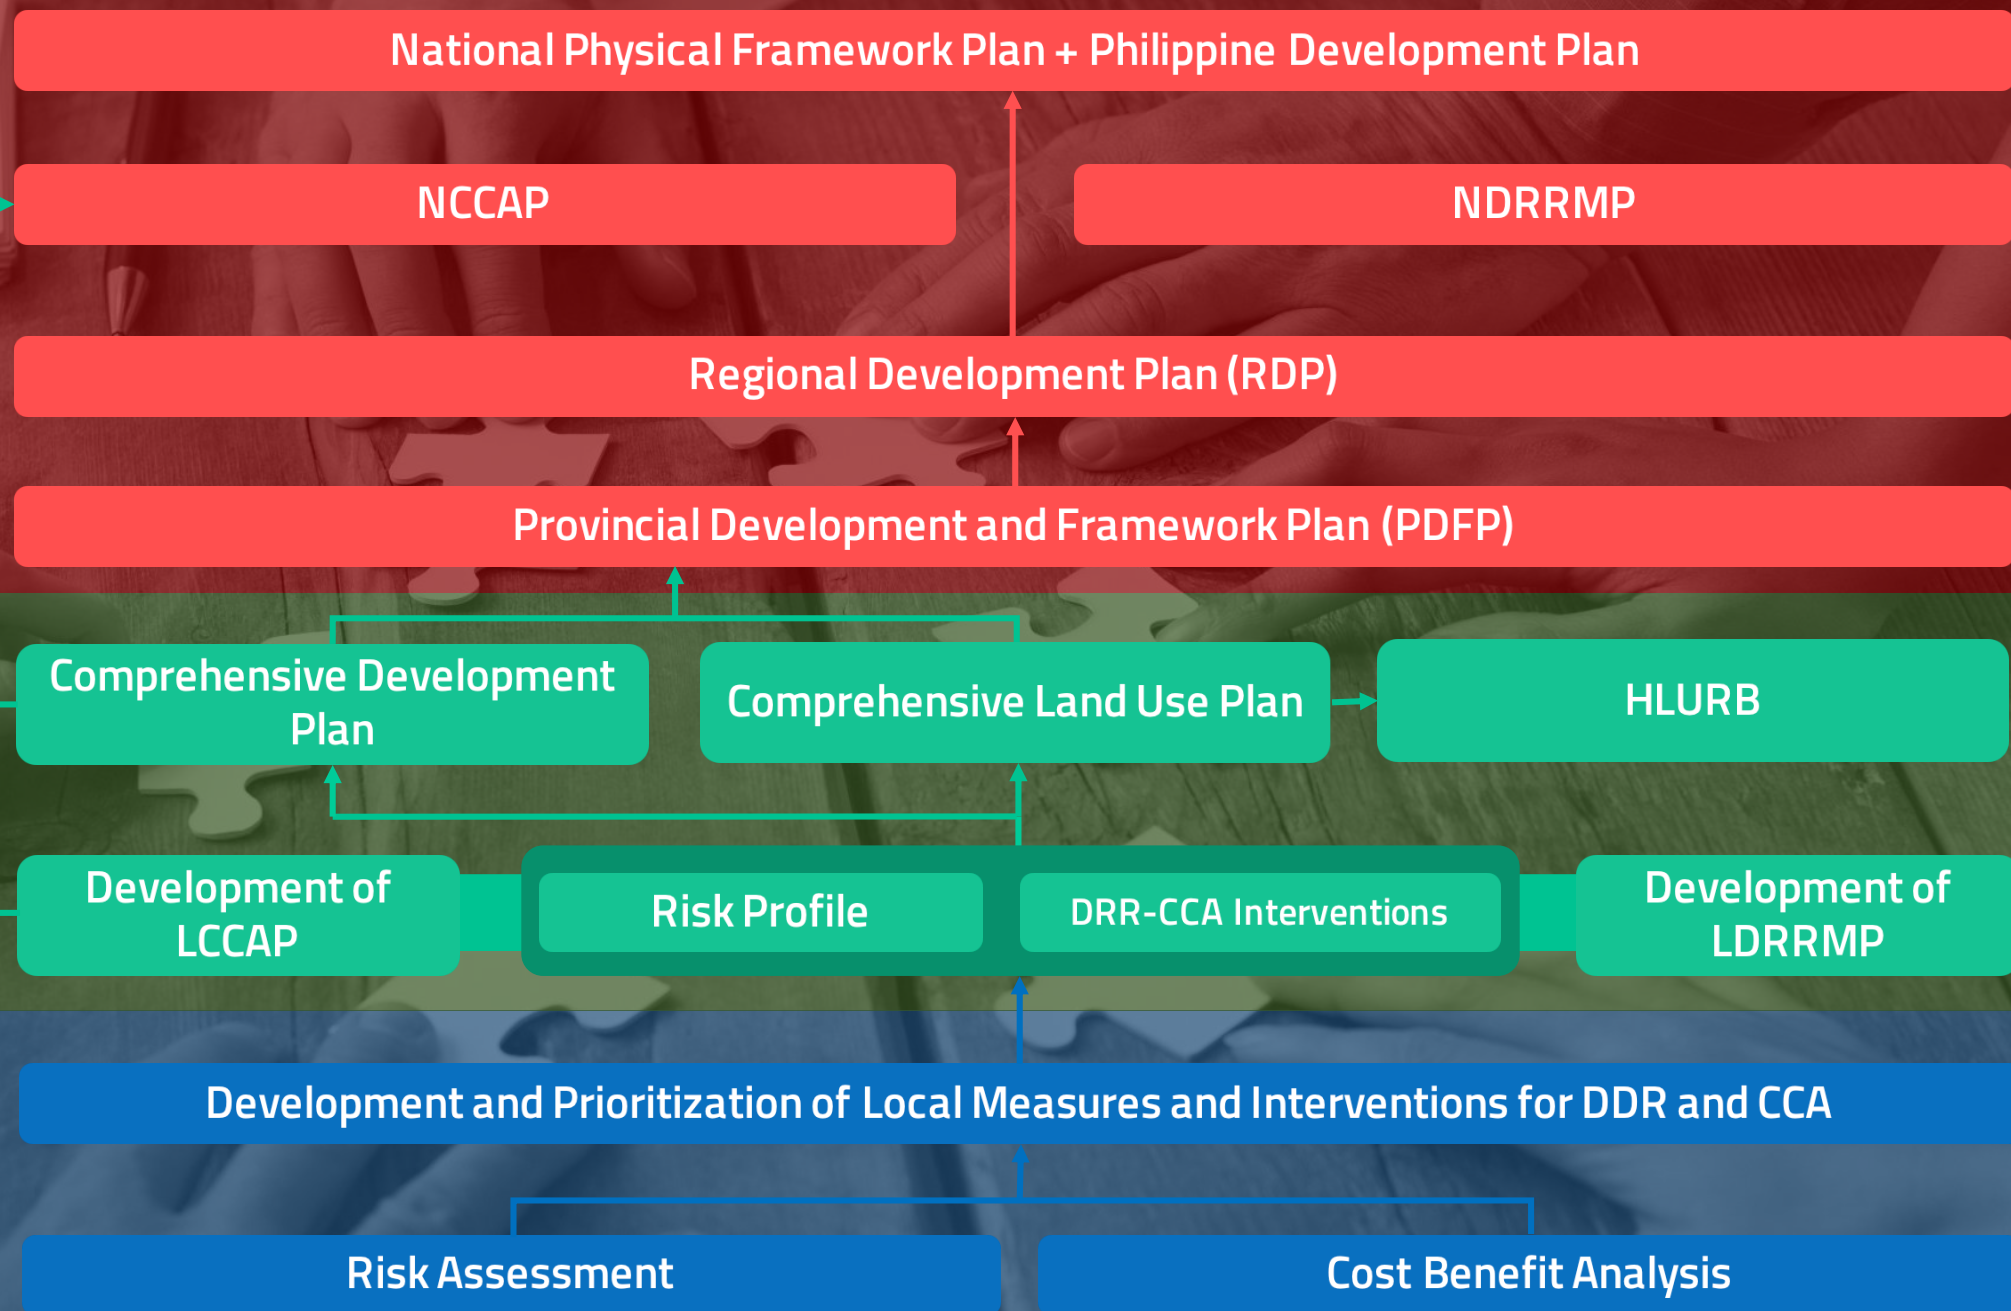 National Physical Framework Plan + Philippine Development Plan
NCCAP
NDRRMP
Regional Development Plan (RDP)
Provincial Development and Framework Plan (PDFP)
Comprehensive Development
Plan
Comprehensive Land Use Plan
HLURB
Development of
LCCAP
Risk Profile
DRR-CCA Interventions
Development of
LDRRMP
Development and Prioritization of Local Measures and Interventions for DDR and CCA
Risk Assessment
Cost Benefit Analysis